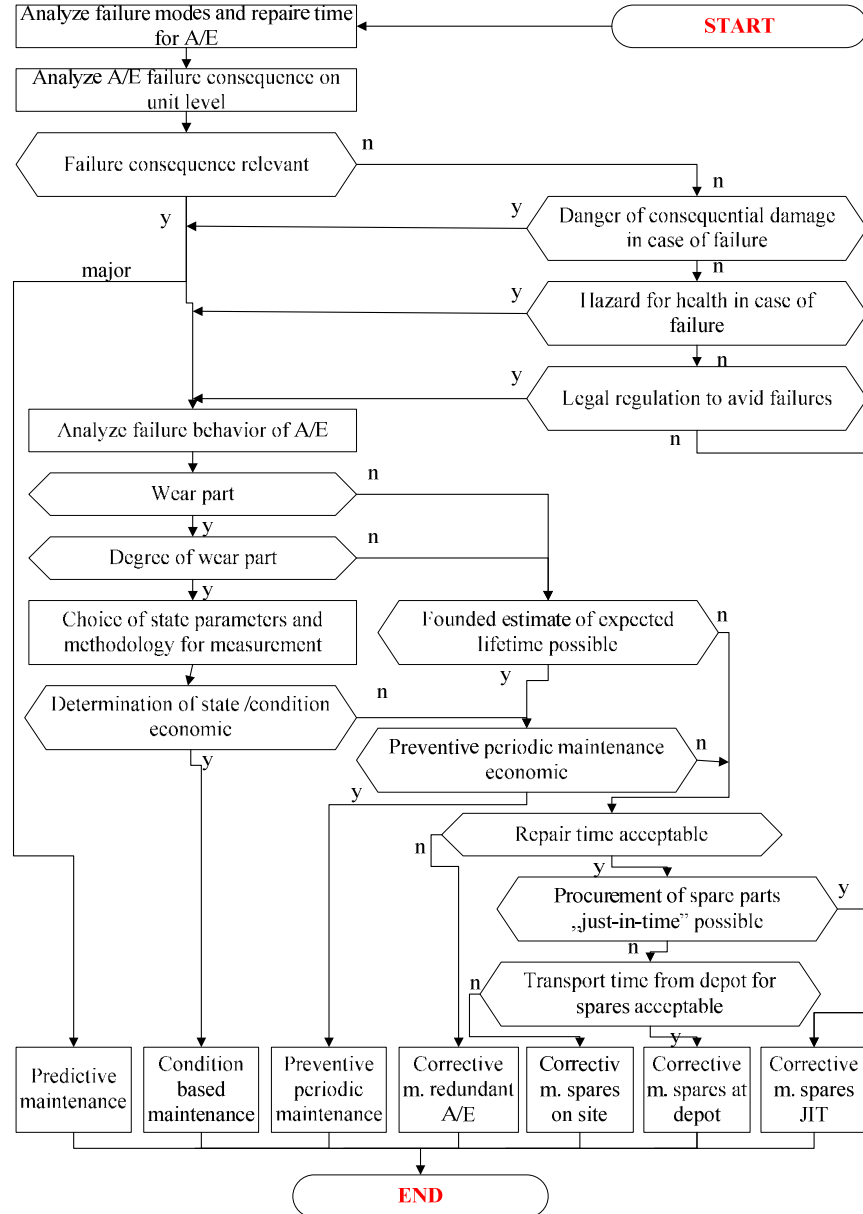 Analyze failure modes and repaire time
for A/E
START
Analyze A/E failure consequence on
unit level
n
Failure consequence relevant
n
y
y
Danger of consequential damage
in case of failure
major
n
y
Hazard for health in case of
failure
n
y
Legal regulation to avid failures
Analyze failure behavior of A/E
n
n
Wear part
y
n
Degree of wear part
y
Choice of state parameters and
methodology for measurement
Founded estimate of expected
lifetime possible
n
y
n
Determination of state /condition
economic
Preventive periodic maintenance
economic
n
y
y
Repair time acceptable
n
y
Procurement of spare parts
„just-in-time” possible
y
n
n
Transport time from depot for
spares acceptable
y
Predictive
maintenance
Condition
based
maintenance
Preventive
periodic
maintenance
Corrective
m. redundant
A/E
Correctiv
m. spares
on site
Corrective
m. spares at
depot
Corrective
m. spares
JIT
END